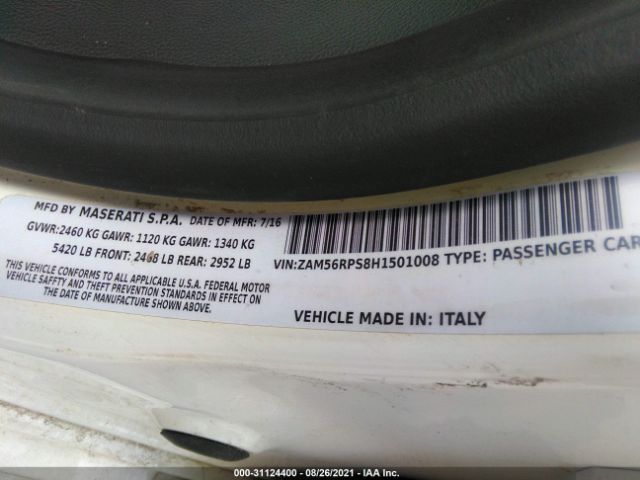 MFD BY MASERATI S.P.A. DATE OF MFR: 7/16
GVWR:2460 KG GAWR: 1120 KG GAWR: 1340 KG
5420 LB FRONT: 2468 LB REAR: 2952 LB
THIS VEHICLE CONFORMS TO ALL APPLICABLE U.S.A. FEDERAL MOTOR
VEHICLE SAFFTY AND THEFT PREVENTION STANDARDS IN EFFECT ON
THE DATE OF MANUFACTURE SHOWN ABOVE.
VIN:ZAM56RPS8H1501008 TYPE: PASSENGER CAR
VEHICLE MADE IN: ITALY
000-31124400 - 08/26/2021 - IAA Inc.